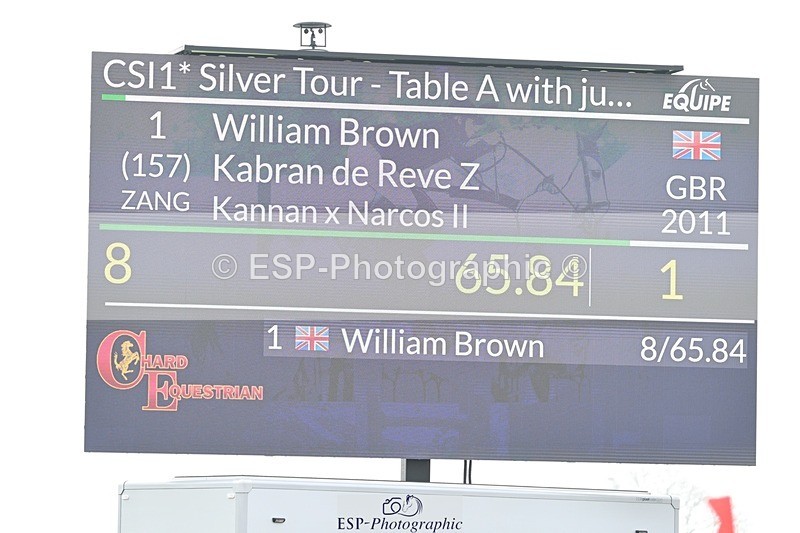 CSI1* Silver Tour - Table A with ju...
EQUIPE
1 William Brown
(157) Kabran de Reve Z GBR
ZANG Kannan x Narcos II 2011
8 65.84 1
© ESP-Photographic ©
1 William Brown 8/65.84
CHARD
EQUESTRIAN
ESP-Photographic